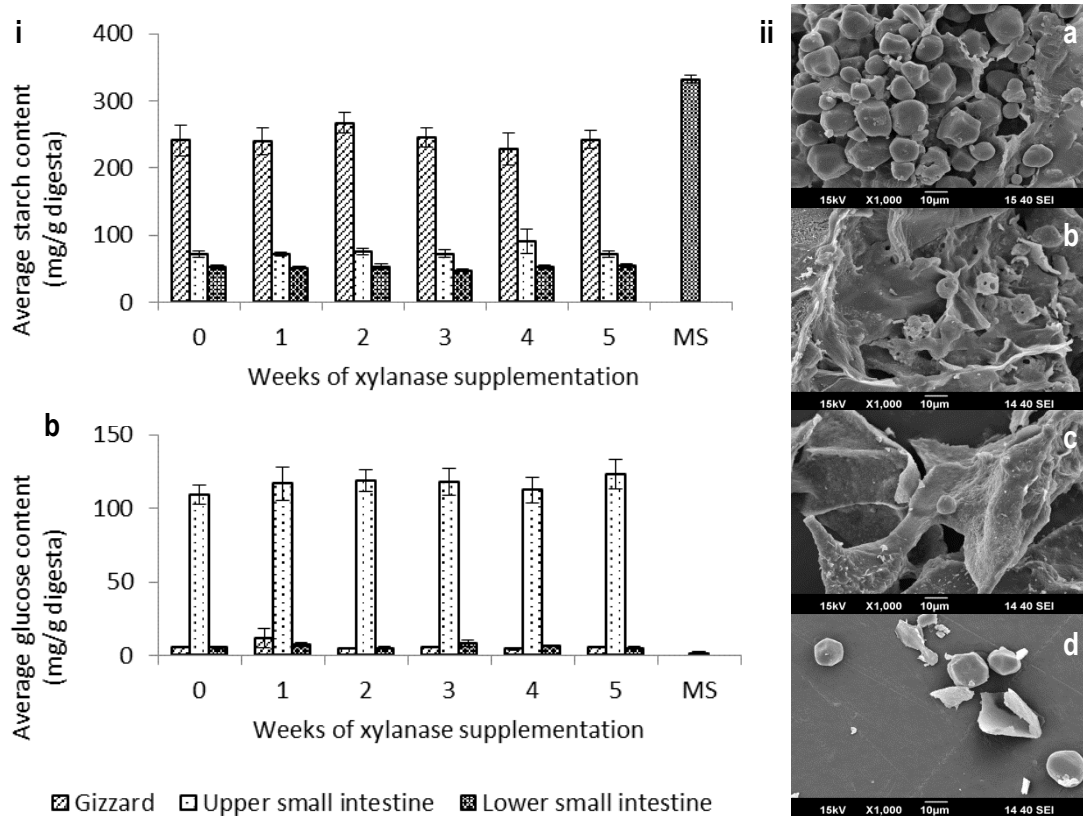 i
400
300
200
100
0
Average starch content
(mg/g digesta)
0 1 2 3 4 5 MS
Weeks of xylanase supplementation
b
150
100
50
0
Average glucose content
(mg/g digesta)
0 1 2 3 4 5 MS
Weeks of xylanase supplementation
Gizzard Upper small intestine Lower small intestine
ii
a
15kV X1,000 10µm 15 40 SEI
b
15kV X1,000 10µm 14 40 SEI
c
15kV X1,000 10µm 14 40 SEI
d
15kV X1,000 10µm 14 40 SEI